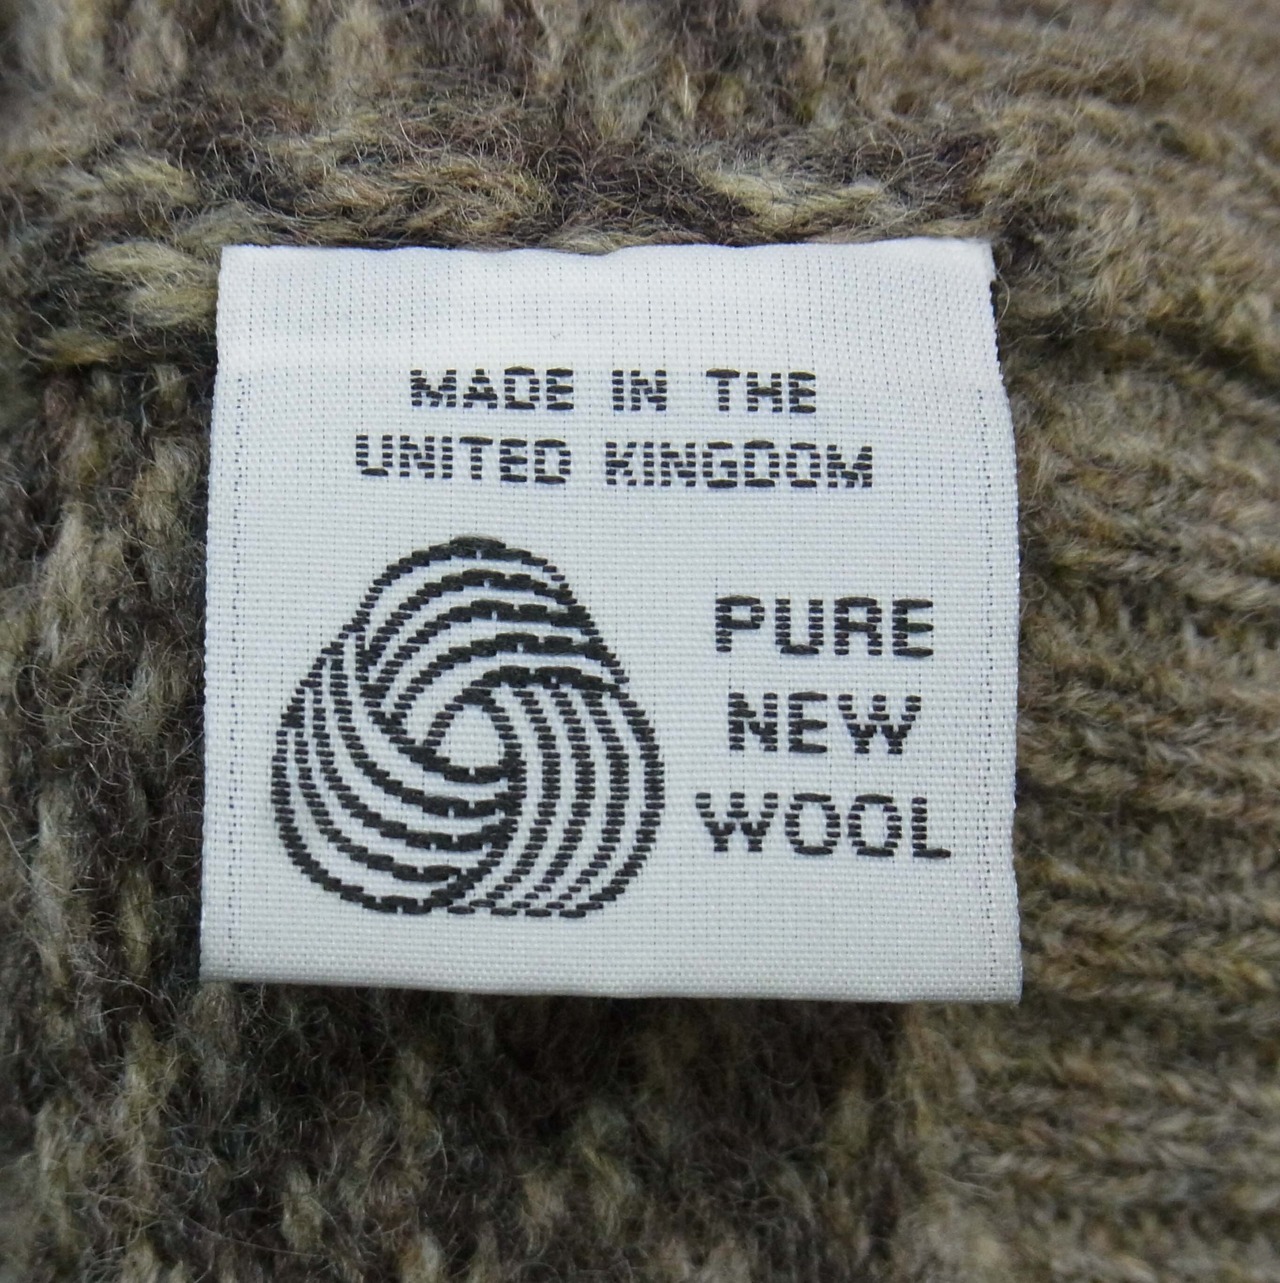 MADE IN THE
UNITED KINGDOM
PURE
NEW
WOOL